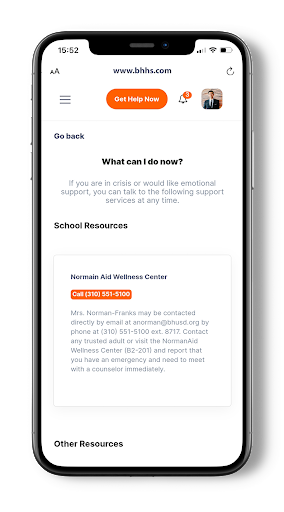 15:52
AA
www.bhhs.com
Get Help Now
3
Go back
What can I do now?
If you are in crisis or would like emotional
support, you can talk to the following support
services at any time.
School Resources
Normain Aid Wellness Center
Call (310) 551-5100
Mrs. Norman-Franks may be contacted
directly by email at anorman@bhusd.org by
phone at (310) 551-5100 ext. 8717. Contact
any trusted adult or visit the NormanAid
Wellness Center (B2-201) and report that
you have an emergency and need to meet
with a counselor immediately.
Other Resources